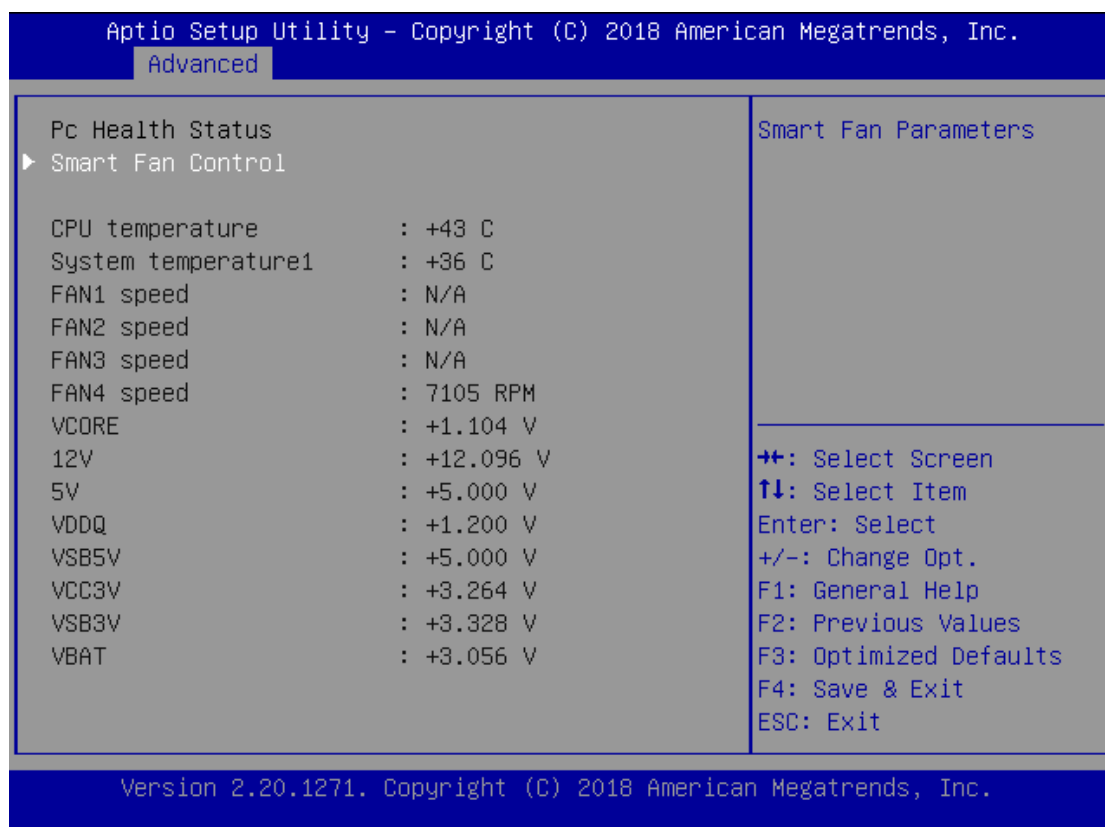 Aptio Setup Utility – Copyright (C) 2018 American Megatrends, Inc.
Advanced
Pc Health Status
Smart Fan Control
CPU temperature : +43 C
System temperature1 : +36 C
FAN1 speed : N/A
FAN2 speed : N/A
FAN3 speed : N/A
FAN4 speed : 7105 RPM
VCORE : +1.104 V
12V : +12.096 V
5V : +5.000 V
VDDQ : +1.200 V
VSB5V : +5.000 V
VCC3V : +3.264 V
VSB3V : +3.328 V
VBAT : +3.056 V
Smart Fan Parameters
→←: Select Screen
↑↓: Select Item
Enter: Select
+/-: Change Opt.
F1: General Help
F2: Previous Values
F3: Optimized Defaults
F4: Save & Exit
ESC: Exit
Version 2.20.1271. Copyright (C) 2018 American Megatrends, Inc.